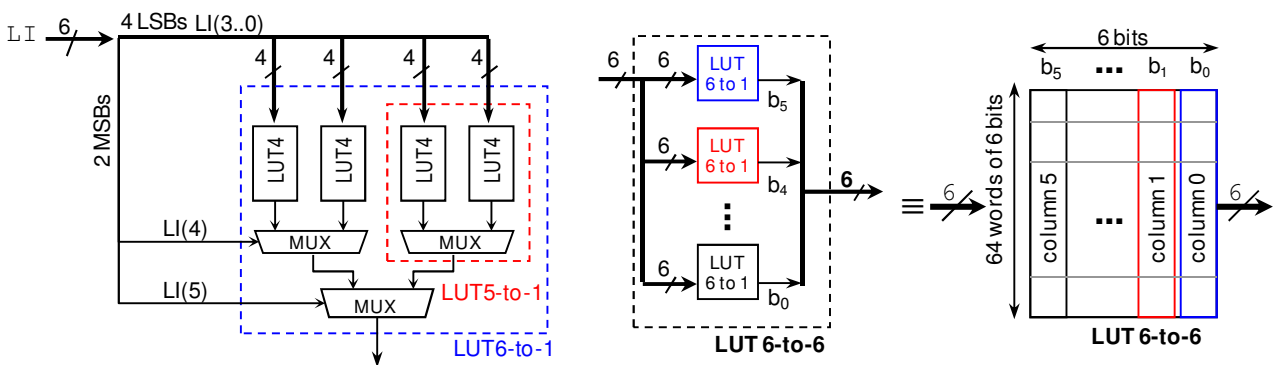 LI
6
4 LSBs LI(3..0)
2 MSBs
4
4
4
4
LUT4
LUT4
LUT4
LUT4
LI(4)
MUX
MUX
LI(5)
MUX
LUT5-to-1
LUT6-to-1
6
6
LUT
6 to 1
b5
6
LUT
6 to 1
b4
6
...
6
LUT
6 to 1
b0
LUT 6-to-6
≡
6
6 bits
b5 ... b1 b0
64 words of 6 bits
column 5
...
column 1
column 0
6
LUT 6-to-6